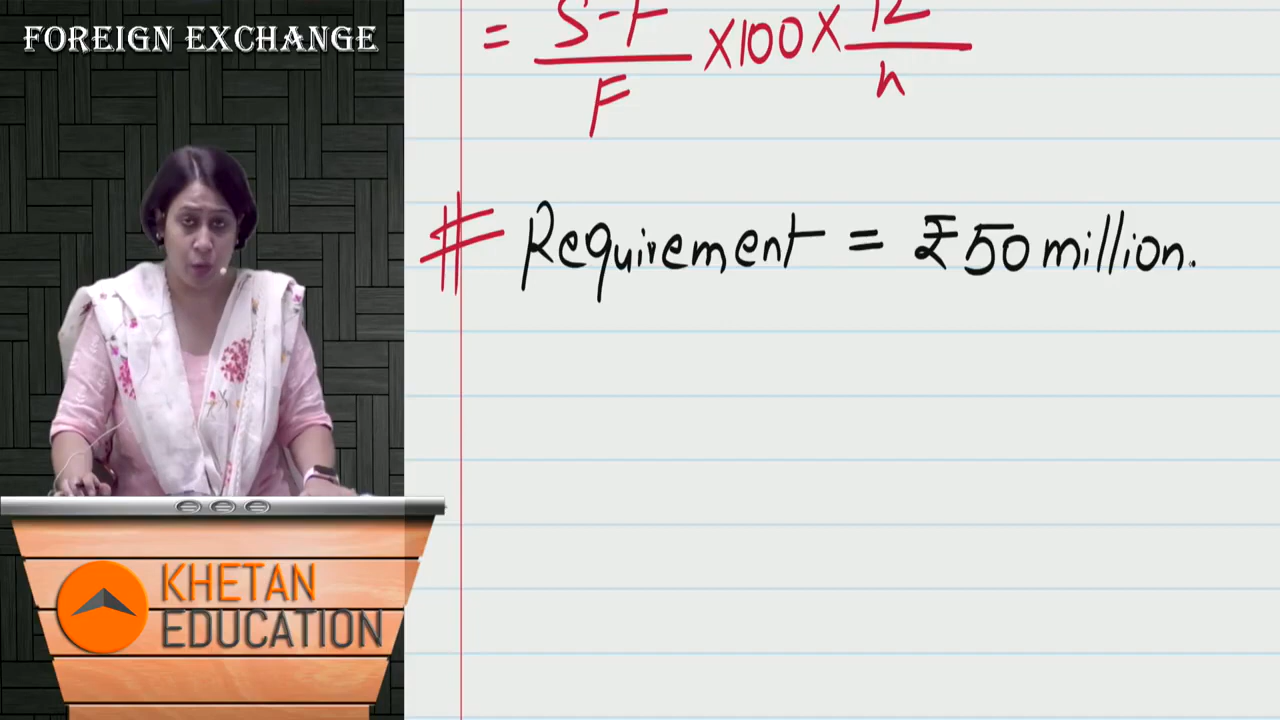 FOREIGN EXCHANGE
= S-F/F ×100× 12/n
# Requirement = ₹50 million.
KHETAN
EDUCATION